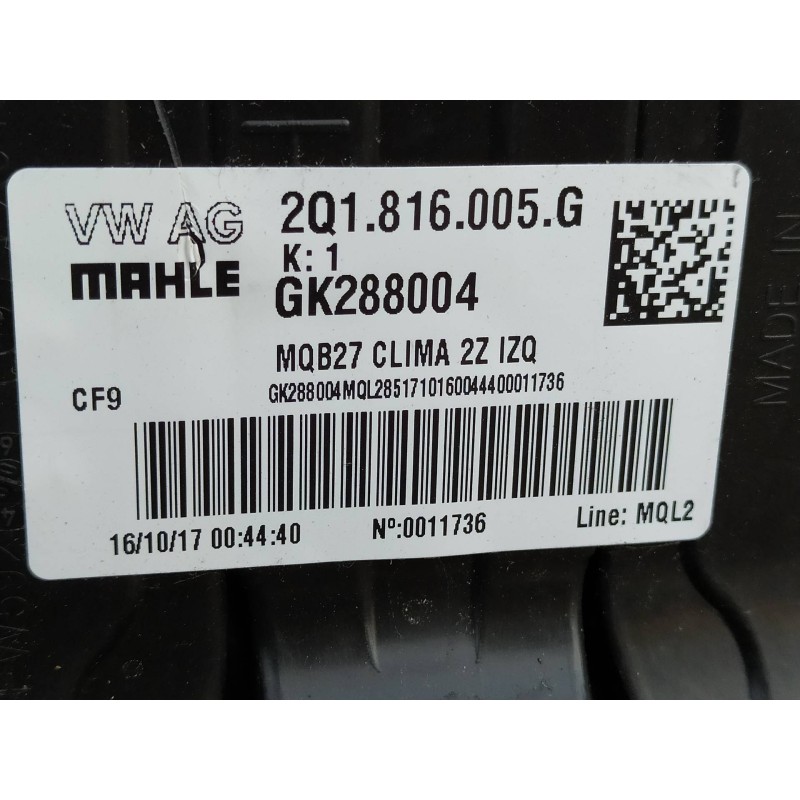 VW AG 2Q1.816.005.G
K: 1
MAHLE GK288004
MQB27 CLIMA 2Z IZQ
GK288004MQL2851710160044400011736
CF9
16/10/17 00:44:40 Nº:0011736 Line: MQL2
MADE IN